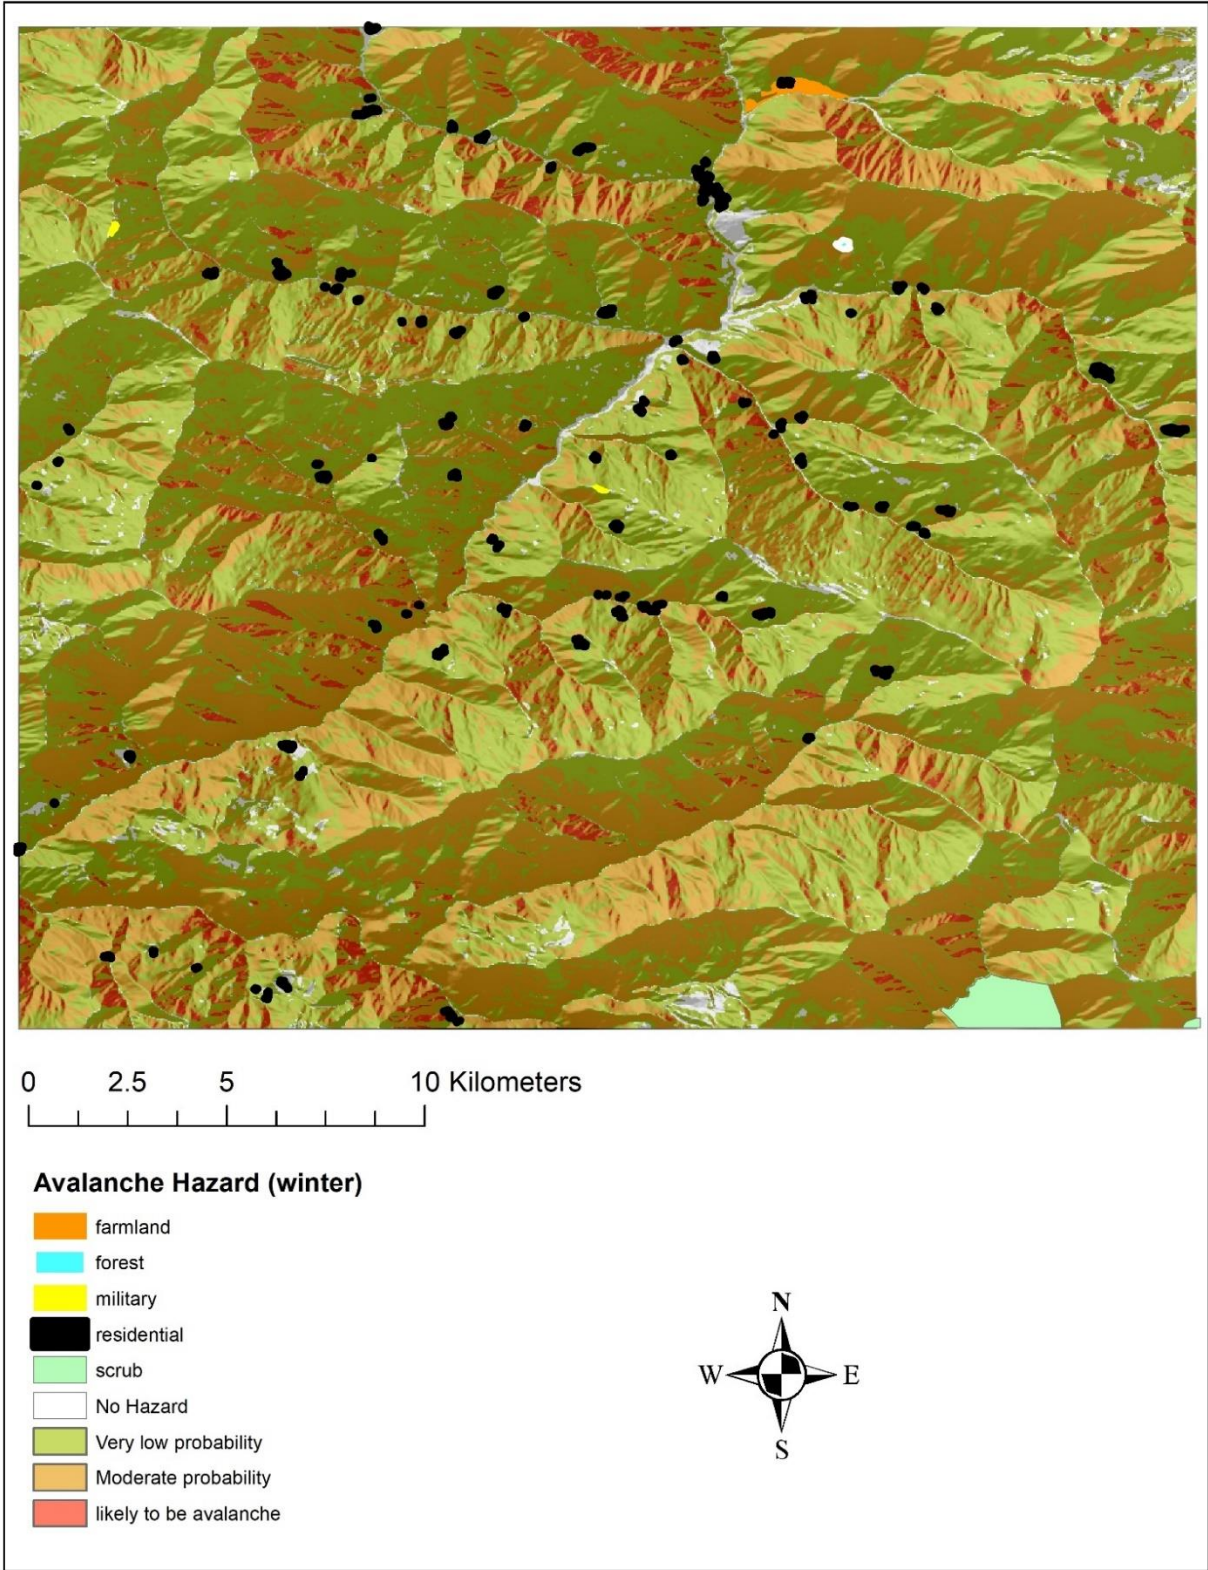 0 2.5 5 10 Kilometers
Avalanche Hazard (winter)
farmland
forest
military
residential
scrub
No Hazard
Very low probability
Moderate probability
likely to be avalanche
N
W E
S